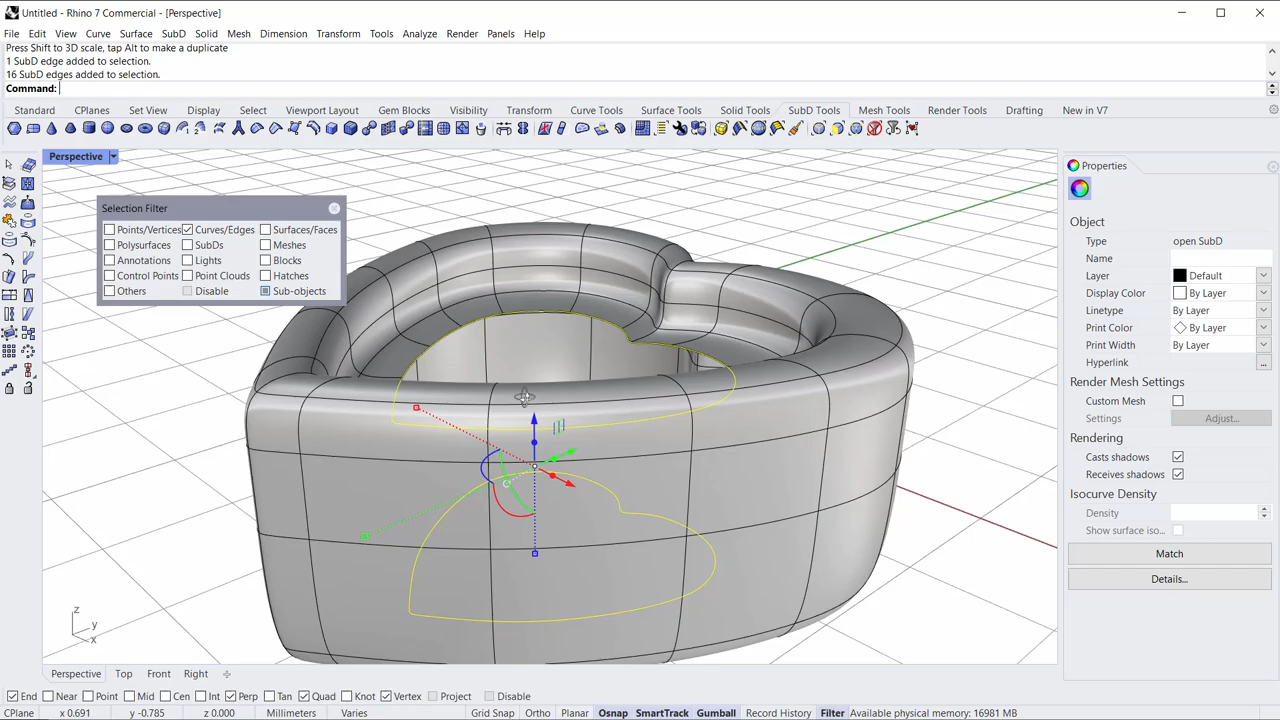 Untitled - Rhino 7 Commercial - [Perspective]
File Edit View Curve Surface SubD Solid Mesh Dimension Transform Tools Analyze Render Panels Help
Press Shift to 3D scale, tap Alt to make a duplicate
1 SubD edge added to selection.
16 SubD edges added to selection.
Command:
Standard CPlanes Set View Display Select Viewport Layout Gem Blocks Visibility Transform Curve Tools Surface Tools Solid Tools SubD Tools Mesh Tools Render Tools Drafting New in V7
Perspective
Selection Filter
Points/Vertices Curves/Edges Surfaces/Faces
Polysurfaces SubDs Meshes
Annotations Lights Blocks
Control Points Point Clouds Hatches
Others Disable Sub-objects
Properties
Object
Type open SubD
Name
Layer Default
Display Color By Layer
Linetype By Layer
Print Color By Layer
Print Width By Layer
Hyperlink ...
Render Mesh Settings
Custom Mesh
Settings Adjust...
Rendering
Casts shadows
Receives shadows
Isocurve Density
Density
Show surface iso...
Match
Details...
z
y
x
Perspective Top Front Right
End Near Point Mid Cen Int Perp Tan Quad Knot Vertex Project Disable
CPlane x 0.691 y -0.785 z 0.000 Millimeters Varies Grid Snap Ortho Planar Osnap SmartTrack Gumball Record History Filter Available physical memory: 16981 MB